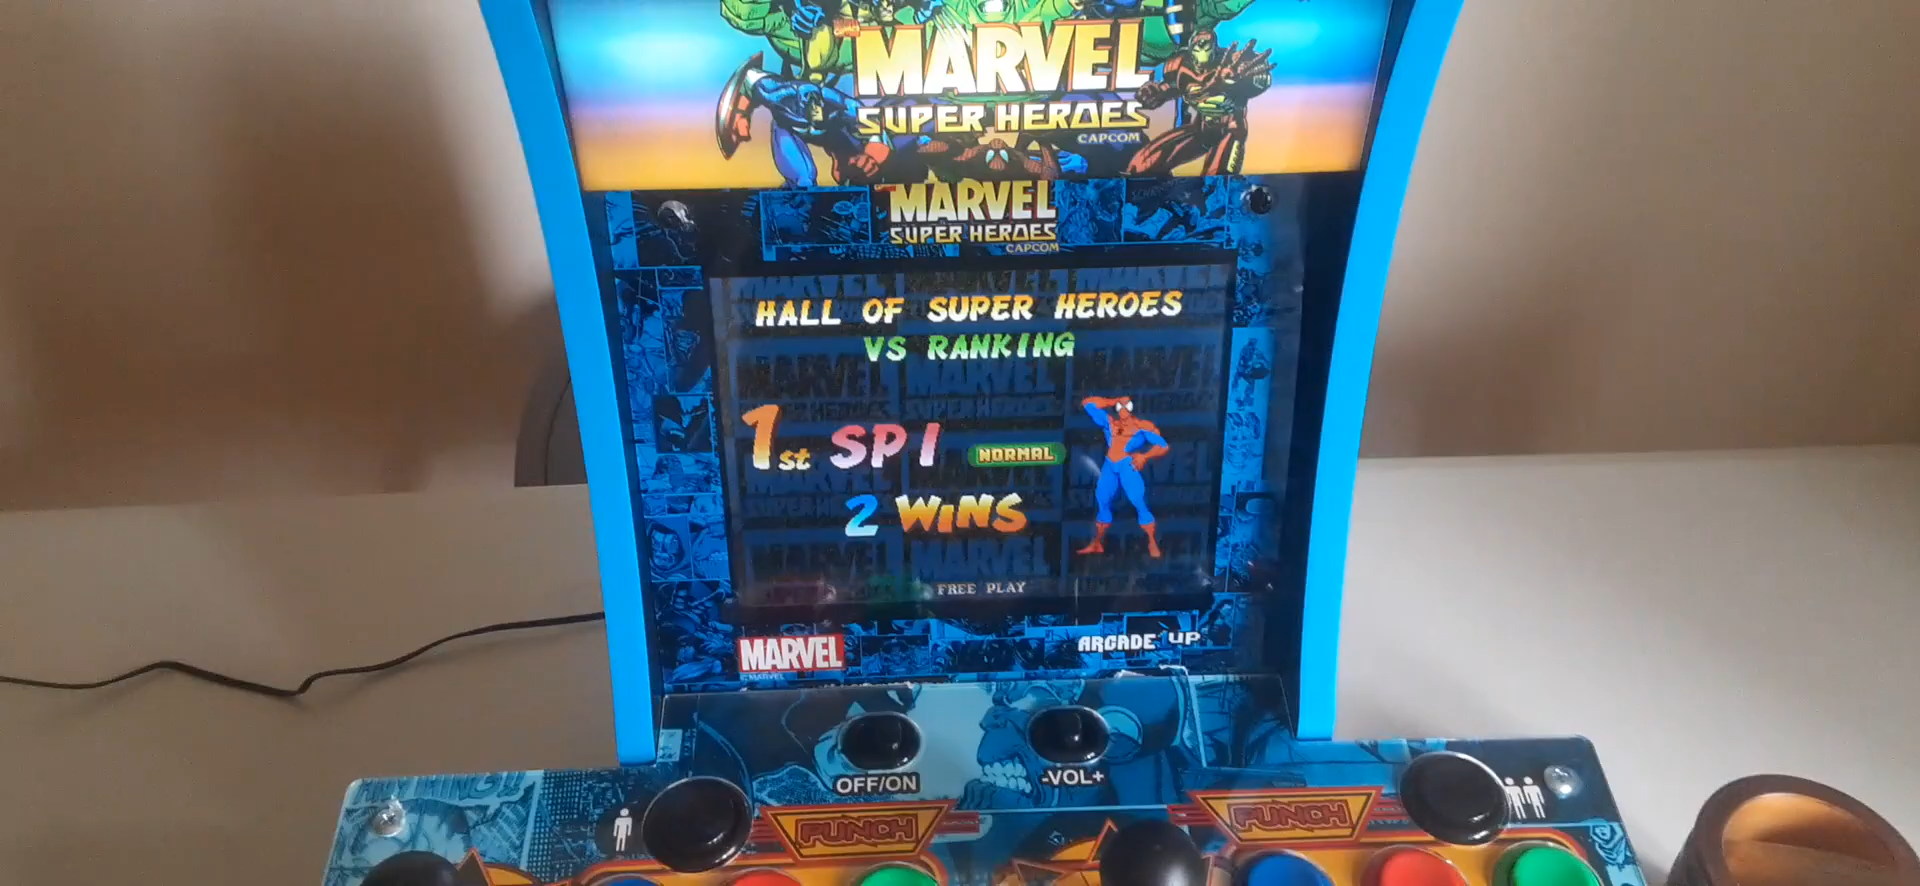 MARVEL
SUPER HEROES
CAPCOM
MARVEL
SUPER HEROES
CAPCOM
HALL OF SUPER HEROES
VS RANKING
1st SPI NORMAL
2 WINS
FREE PLAY
MARVEL
© MARVEL
ARCADE 1UP
OFF/ON
-VOL+
PUNCH
PUNCH